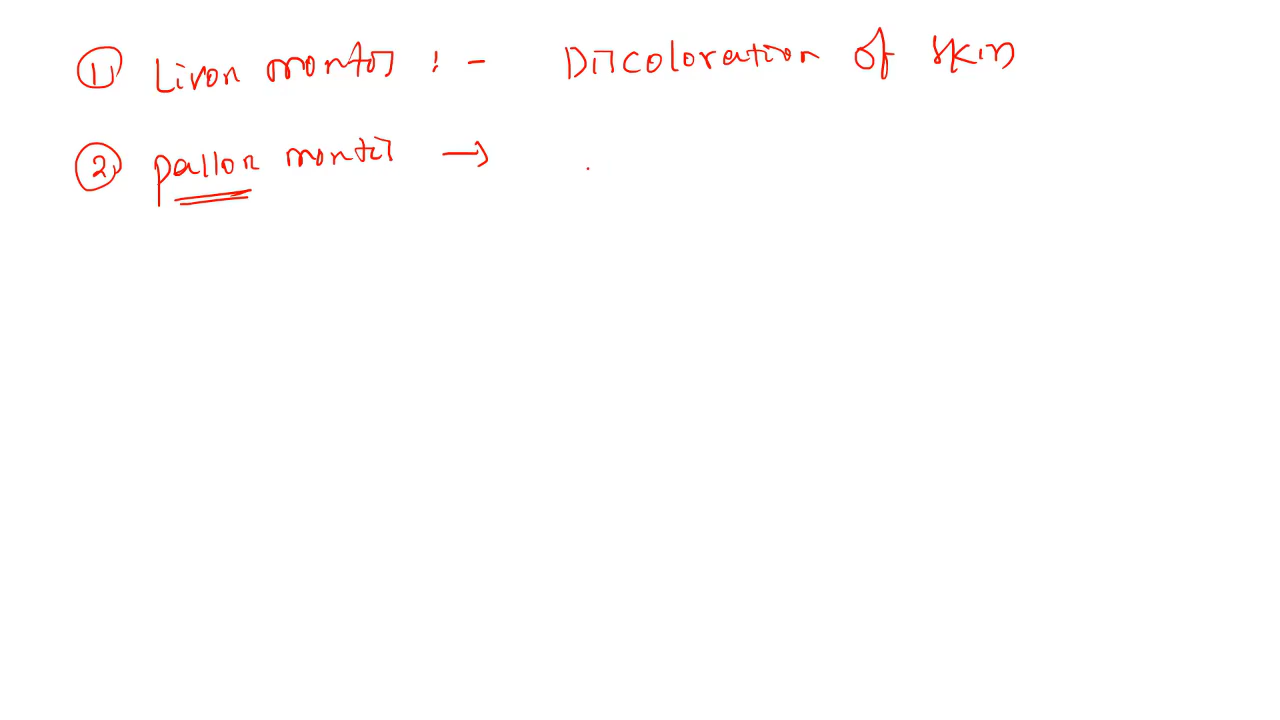 1) Livor mortis :- Discoloration of skin
2) pallor mortis →